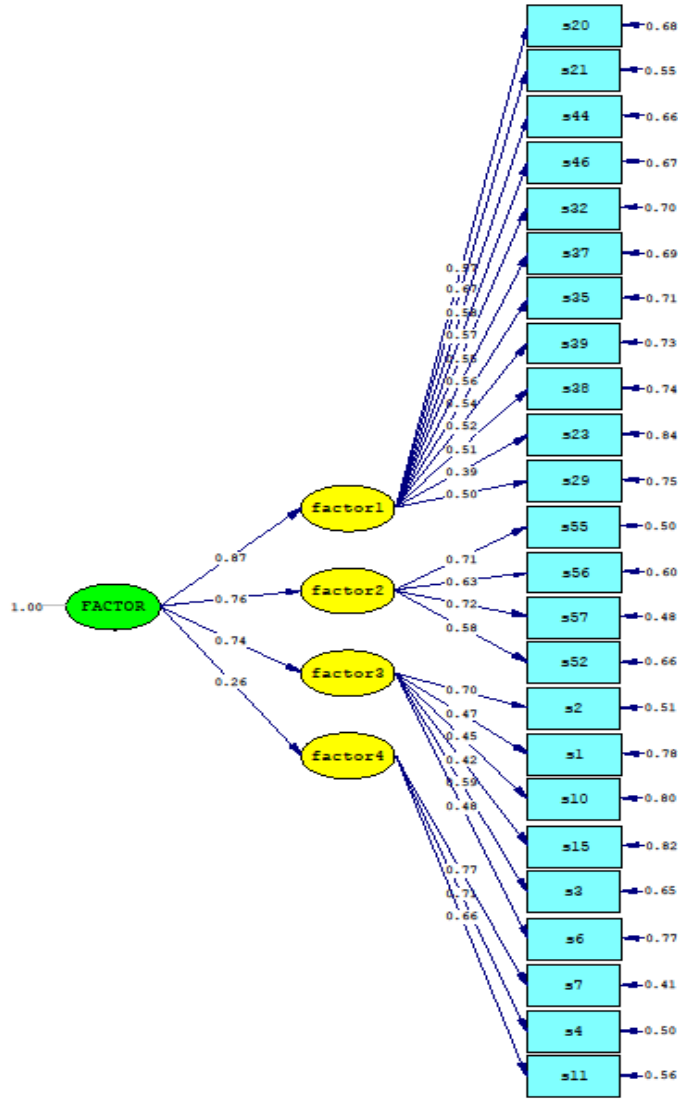 s20 0.68
s21 0.55
s44 0.66
s46 0.67
s32 0.70
s37 0.69
0.57
0.67
s35 0.71
0.58
0.57
s39 0.73
0.55
0.56
s38 0.74
0.54
0.52
s23 0.84
0.51
0.39
s29 0.75
0.50
factor1
s55 0.50
0.87
0.71
s56 0.60
0.63
factor2
0.76
0.72
1.00 FACTOR
s57 0.48
0.58
0.74
s52 0.66
factor3
0.26
0.70
s2 0.51
0.47
0.45
s1 0.78
factor4
0.42
0.59
s10 0.80
0.48
s15 0.82
0.77
s3 0.65
0.71
0.66
s6 0.77
s7 0.41
s4 0.50
s11 0.56